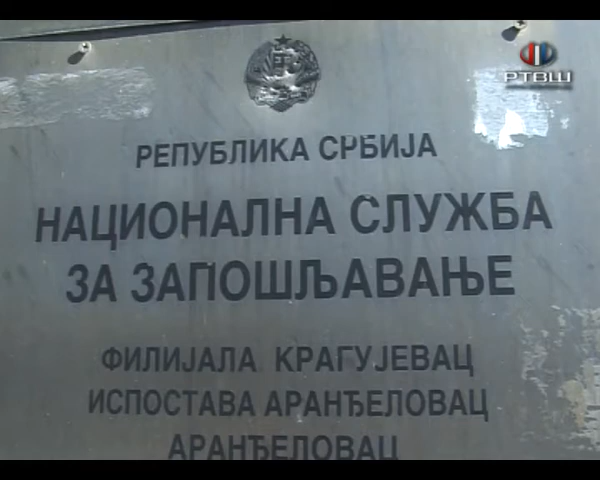 РТВШ
РЕПУБЛИКА СРБИЈА
НАЦИОНАЛНА СЛУЖБА
ЗА ЗАПОШЉАВАЊЕ
ФИЛИЈАЛА КРАГУЈЕВАЦ
ИСПОСТАВА АРАНЂЕЛОВАЦ
АРАНЂЕЛОВАЦ